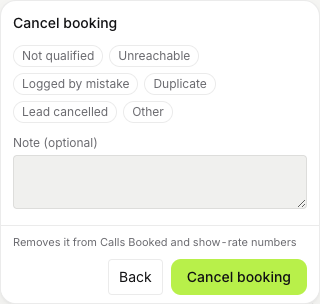 Cancel booking
Not qualified Unreachable
Logged by mistake Duplicate
Lead cancelled Other
Note (optional)
Removes it from Calls Booked and show-rate numbers
Back Cancel booking